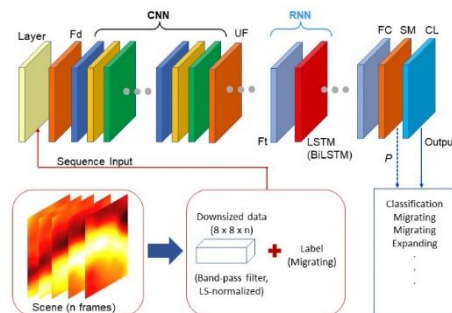 CNN
RNN
Layer
Fd
UF
FC
SM
CL
Ft
LSTM
(BiLSTM)
P
Output
Sequence Input
Downsized data
(8 x 8 x n)
(Band-pass filter,
LS-normalized)
Label
(Migrating)
Scene (n frames)
Classification
Migrating
Migrating
Expanding
.
.
.